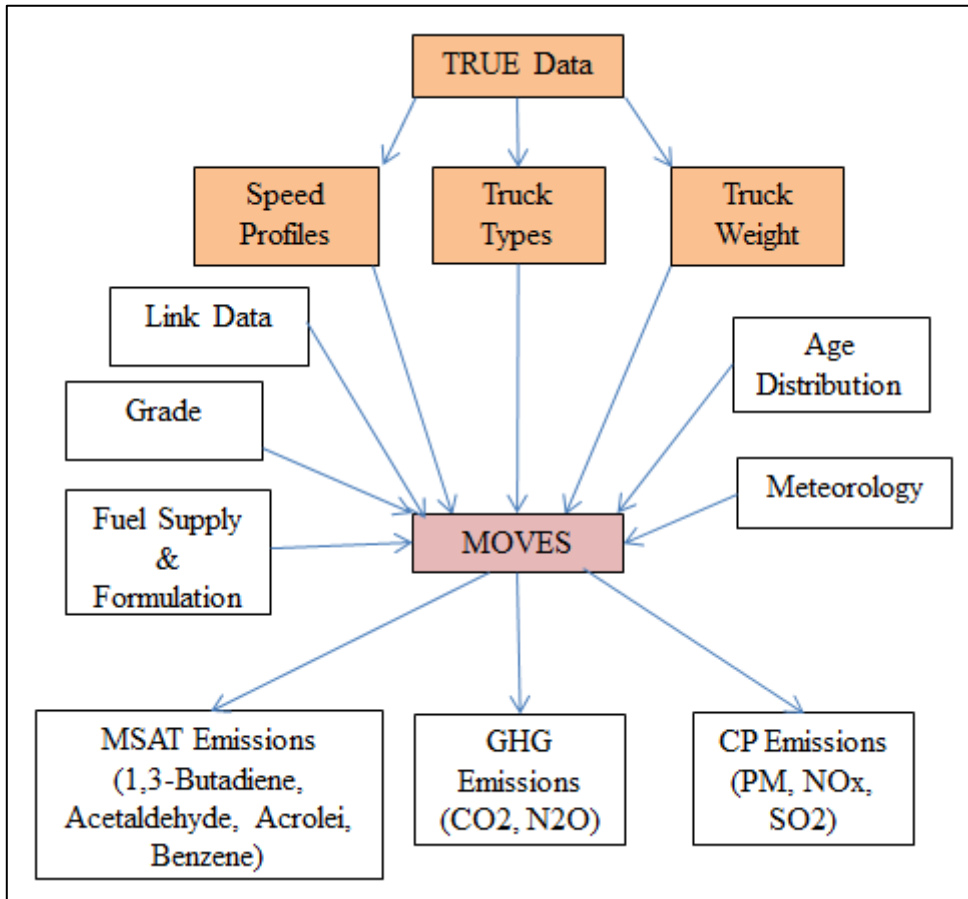 TRUE Data
Speed
Profiles
Truck
Types
Truck
Weight
Link Data
Grade
Fuel Supply
&
Formulation
Age
Distribution
Meteorology
MOVES
MSAT Emissions
(1,3-Butadiene,
Acetaldehyde, Acrolei,
Benzene)
GHG
Emissions
(CO2, N2O)
CP Emissions
(PM, NOx,
SO2)